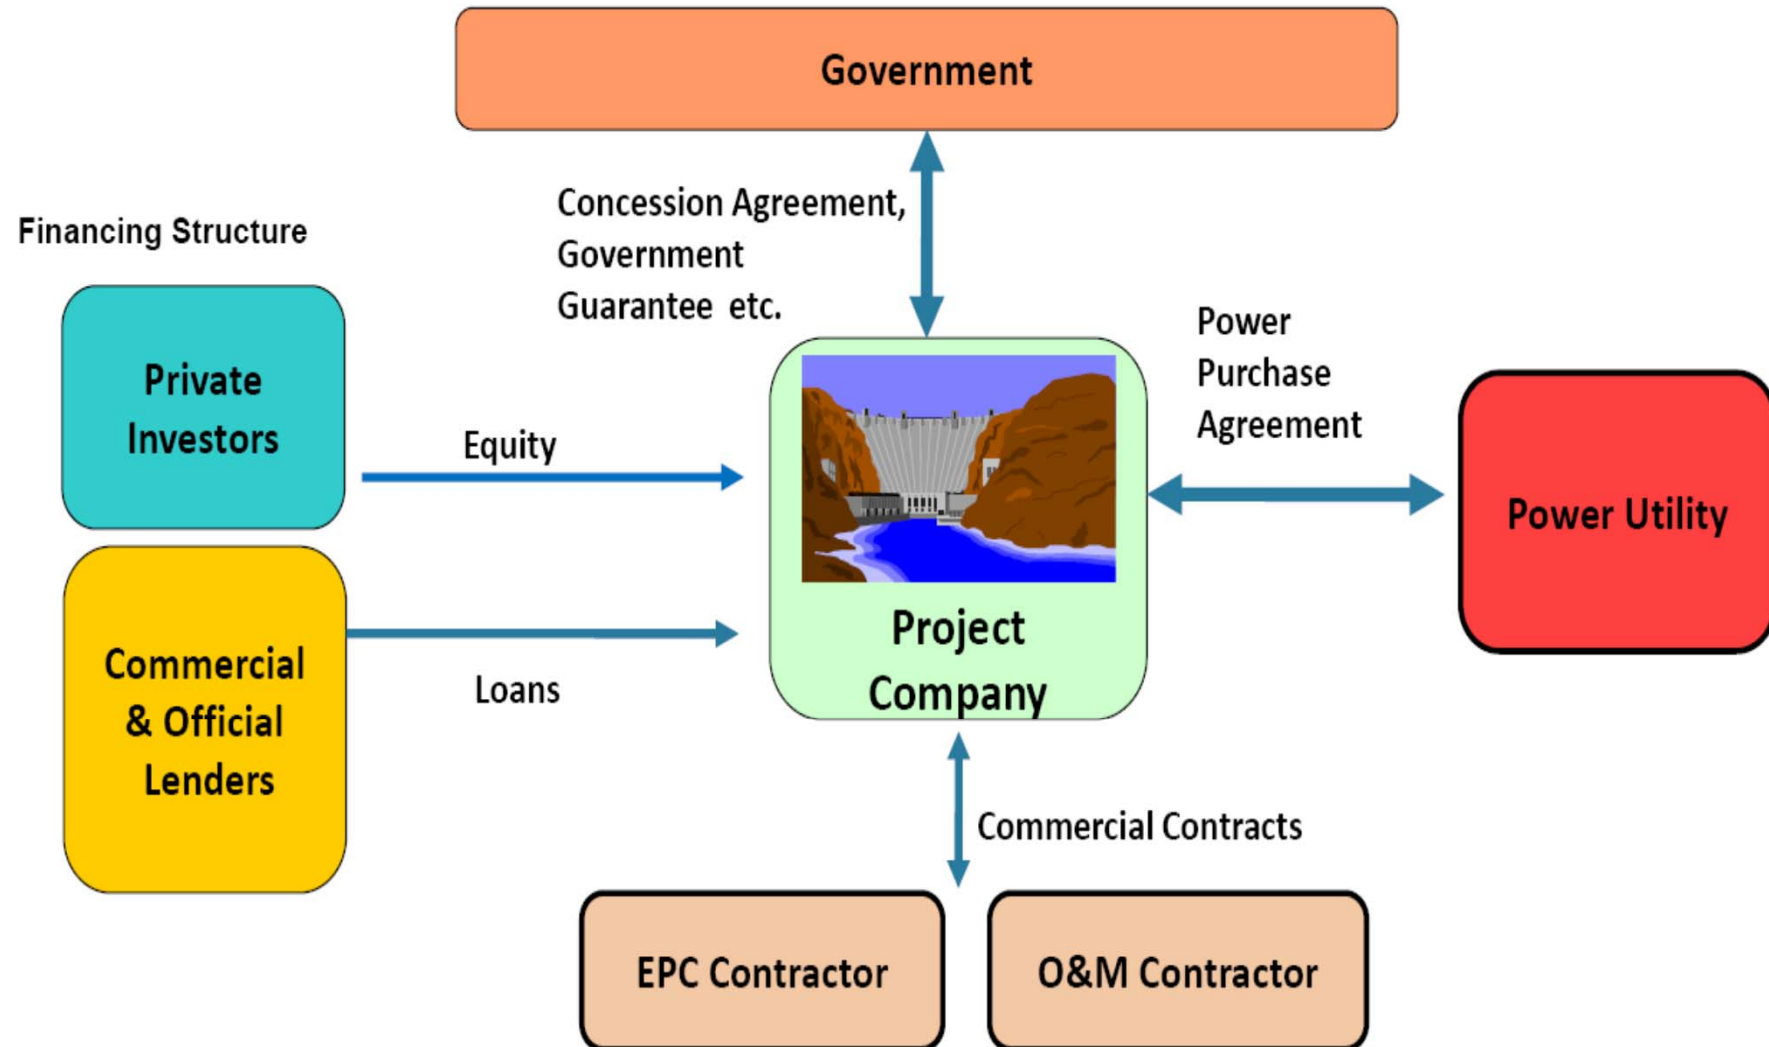 Government
Concession Agreement,
Government
Guarantee etc.
Financing Structure
Private
Investors
Equity
Power
Purchase
Agreement
Power Utility
Commercial
& Official
Lenders
Loans
Project
Company
Commercial Contracts
EPC Contractor
O&M Contractor